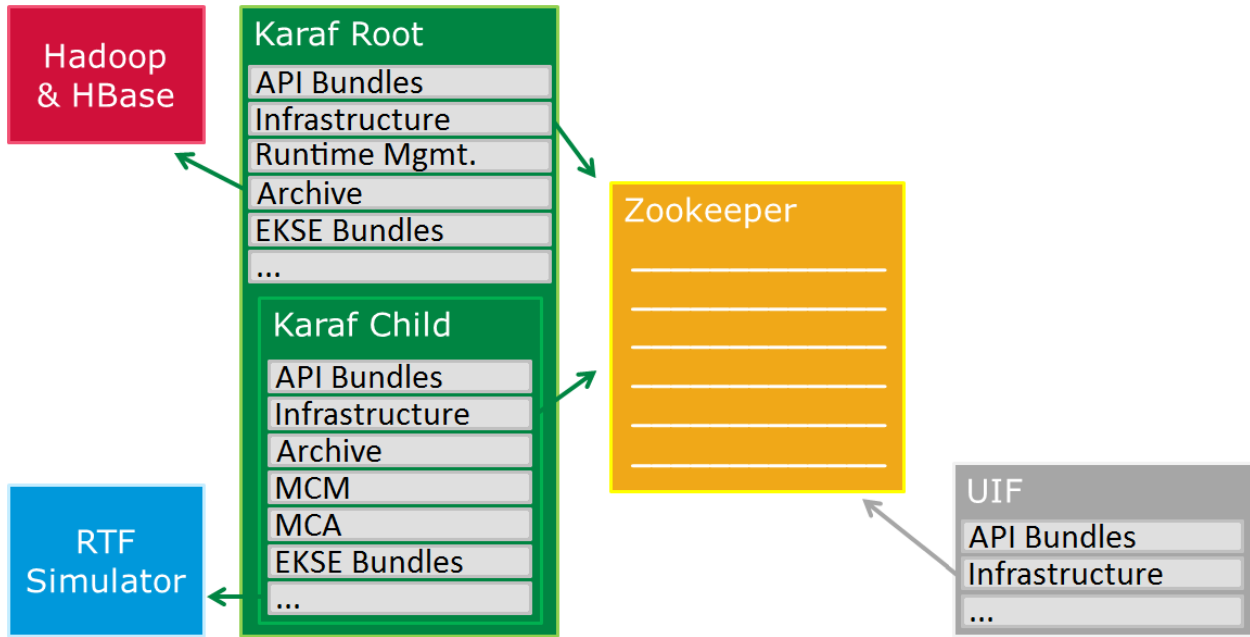 Hadoop
& HBase
Karaf Root
API Bundles
Infrastructure
Runtime Mgmt.
Archive
EKSE Bundles
...
Karaf Child
API Bundles
Infrastructure
Archive
MCM
MCA
EKSE Bundles
...
RTF
Simulator
Zookeeper
UIF
API Bundles
Infrastructure
...